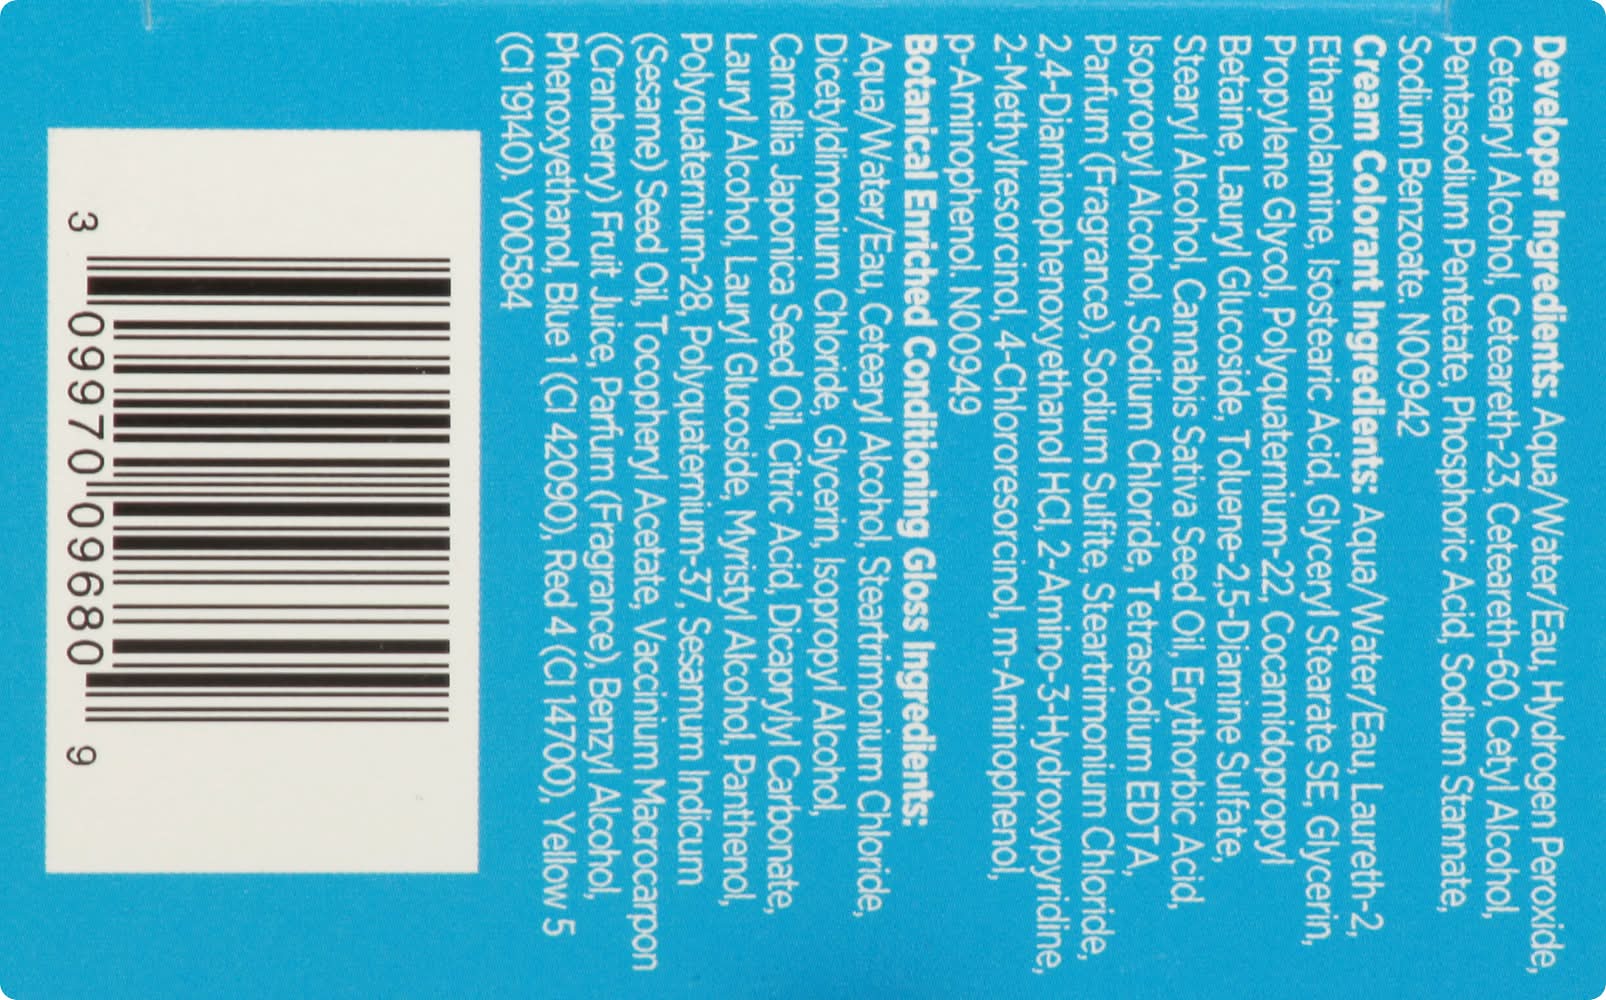 Developer Ingredients: Aqua/Water/Eau, Hydrogen Peroxide,
Cetearyl Alcohol, Ceteareth-23, Ceteareth-60, Cetyl Alcohol,
Pentasodium Pentetate, Phosphoric Acid, Sodium Stannate,
Sodium Benzoate. N00942
Cream Colorant Ingredients: Aqua/Water/Eau, Laureth-2,
Ethanolamine, Isostearic Acid, Glyceryl Stearate SE, Glycerin,
Propylene Glycol, Polyquaternium-22, Cocamidopropyl
Betaine, Lauryl Glucoside, Toluene-2,5-Diamine Sulfate,
Stearyl Alcohol, Cannabis Sativa Seed Oil, Erythorbic Acid,
Isopropyl Alcohol, Sodium Chloride, Tetrasodium EDTA,
Parfum (Fragrance), Sodium Sulfite, Steartrimonium Chloride,
2,4-Diaminophenoxyethanol HCl, 2-Amino-3-Hydroxypyridine,
2-Methylresorcinol, 4-Chlororesorcinol, m-Aminophenol,
p-Aminophenol. N00949
Botanical Enriched Conditioning Gloss Ingredients:
Aqua/Water/Eau, Cetearyl Alcohol, Steartrimonium Chloride,
Dicetyldimonium Chloride, Glycerin, Isopropyl Alcohol,
Camellia Japonica Seed Oil, Citric Acid, Dicaprylyl Carbonate,
Lauryl Alcohol, Lauryl Glucoside, Myristyl Alcohol, Panthenol,
Polyquaternium-28, Polyquaternium-37, Sesamum Indicum
(Sesame) Seed Oil, Tocopheryl Acetate, Vaccinium Macrocarpon
(Cranberry) Fruit Juice, Parfum (Fragrance), Benzyl Alcohol,
Phenoxyethanol, Blue 1 (CI 42090), Red 4 (CI 14700), Yellow 5
(CI 19140), Y00584
3 09970 09680 9